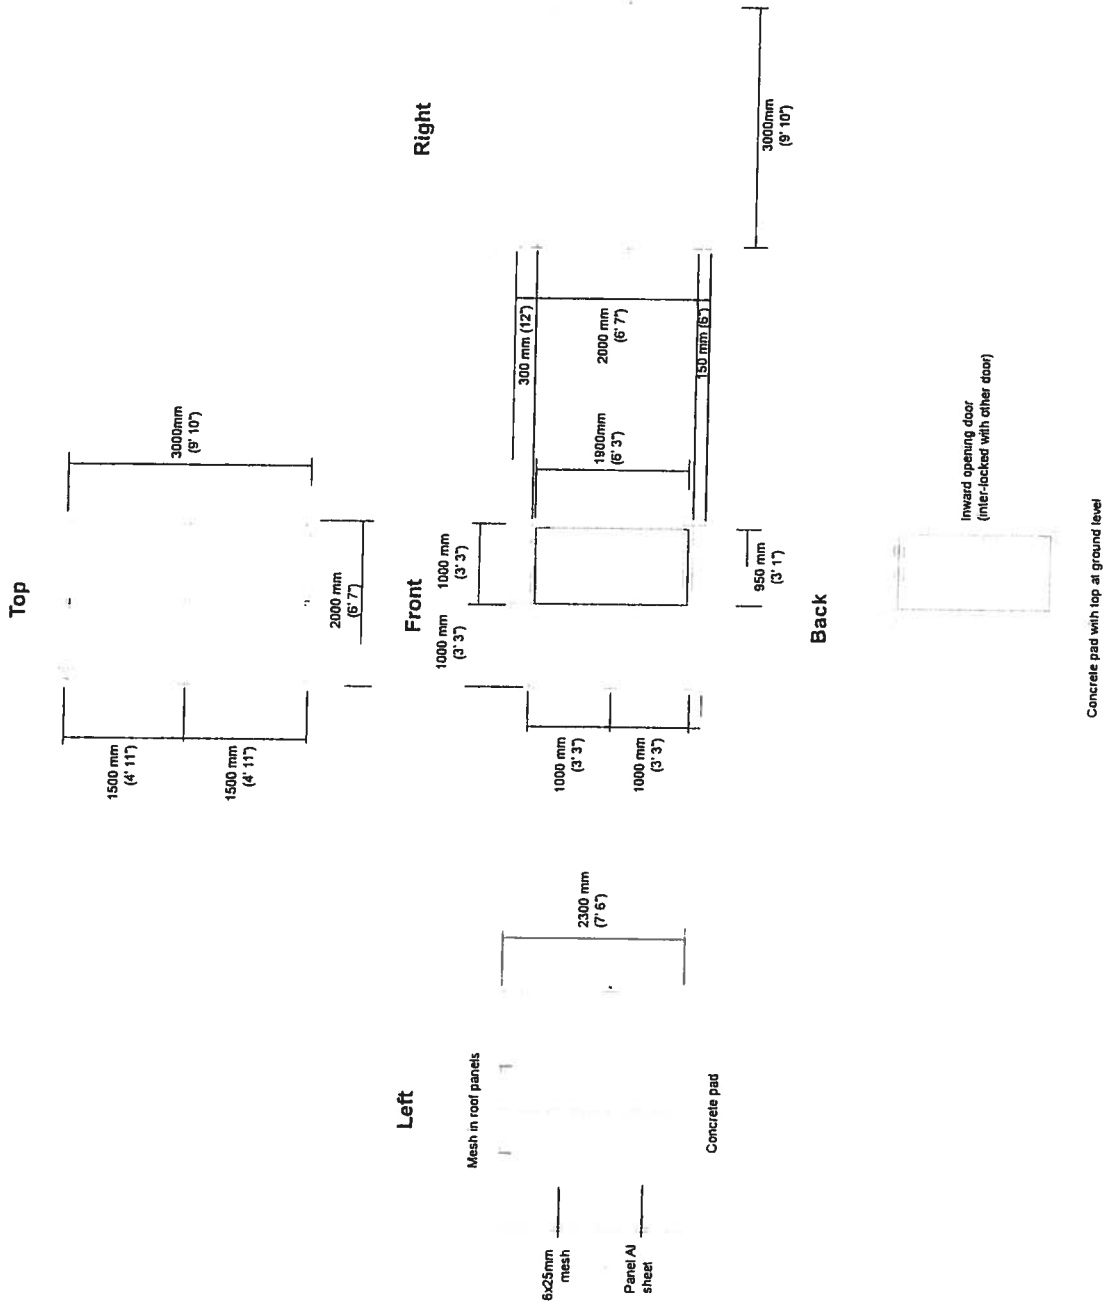 Top
3000mm
(9' 10")
1500 mm
(4' 11")
1500 mm
(4' 11")
2000 mm
(6' 7")
Left
Mesh in roof panels
6x25mm
mesh
Panel Al
sheet
Concrete pad
2300 mm
(7' 6")
Front
1000 mm
(3' 3")
1000 mm
(3' 3")
1000 mm
(3' 3")
1000 mm
(3' 3")
1900mm
(6' 3")
950 mm
(3' 1")
300 mm (12")
2000 mm
(6' 7")
150 mm (6")
Right
3000mm
(9' 10")
Back
Inward opening door
(inter-locked with other door)
Concrete pad with top at ground level